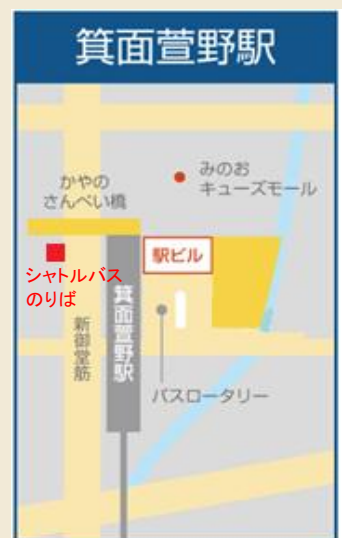 箕面萱野駅
みのお
キューズモール
かやの
さんぺい橋
駅ビル
シャトルバス
のりば
箕面萱野駅
新御堂筋
バスロータリー